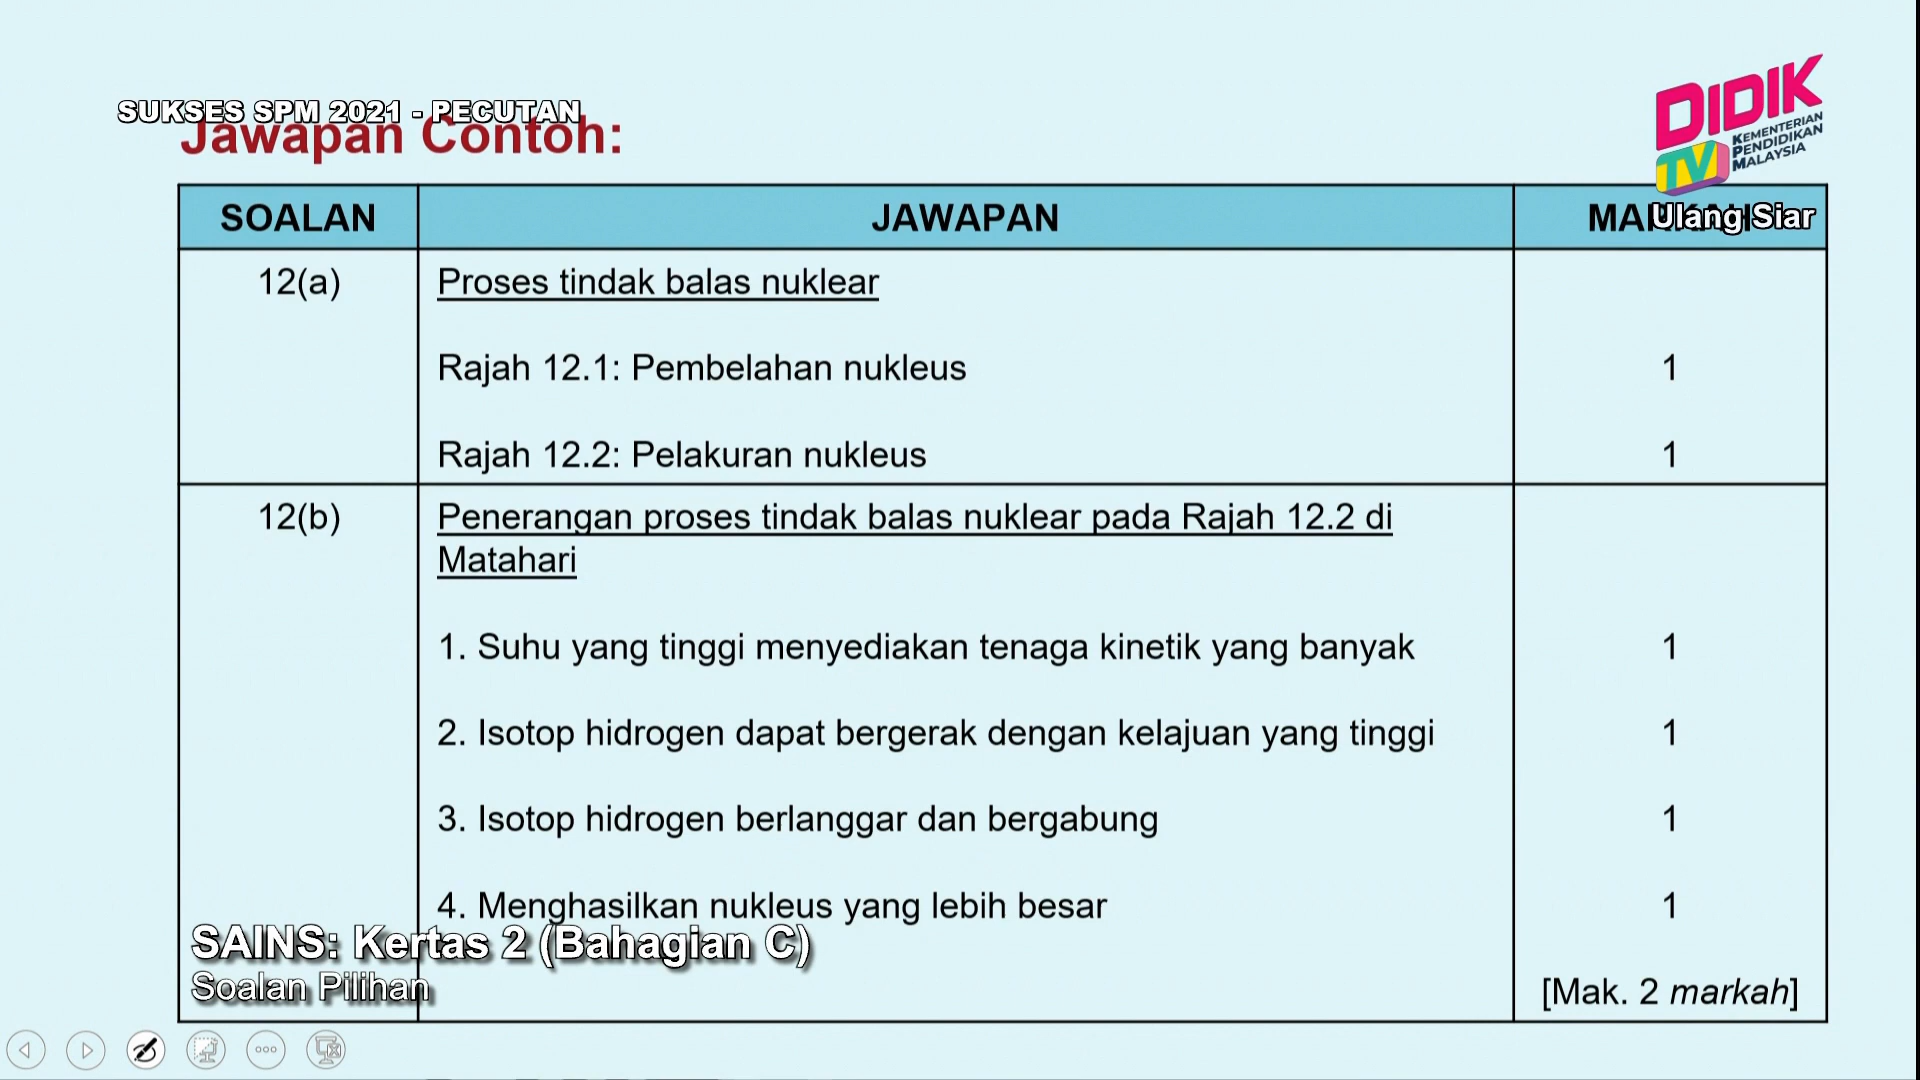 SUKSES SPM 2021 - PECUTAN
Jawapan Contoh:
DIDIK
TV
KEMENTERIAN
PENDIDIKAN
MALAYSIA
SOALAN
JAWAPAN
MARKAH
Ulang Siar
12(a)
Proses tindak balas nuklear
Rajah 12.1: Pembelahan nukleus
1
Rajah 12.2: Pelakuran nukleus
1
12(b)
Penerangan proses tindak balas nuklear pada Rajah 12.2 di
Matahari
1. Suhu yang tinggi menyediakan tenaga kinetik yang banyak
1
2. Isotop hidrogen dapat bergerak dengan kelajuan yang tinggi
1
3. Isotop hidrogen berlanggar dan bergabung
1
4. Menghasilkan nukleus yang lebih besar
1
SAINS: Kertas 2 (Bahagian C)
Soalan Pilihan
[Mak. 2 markah]